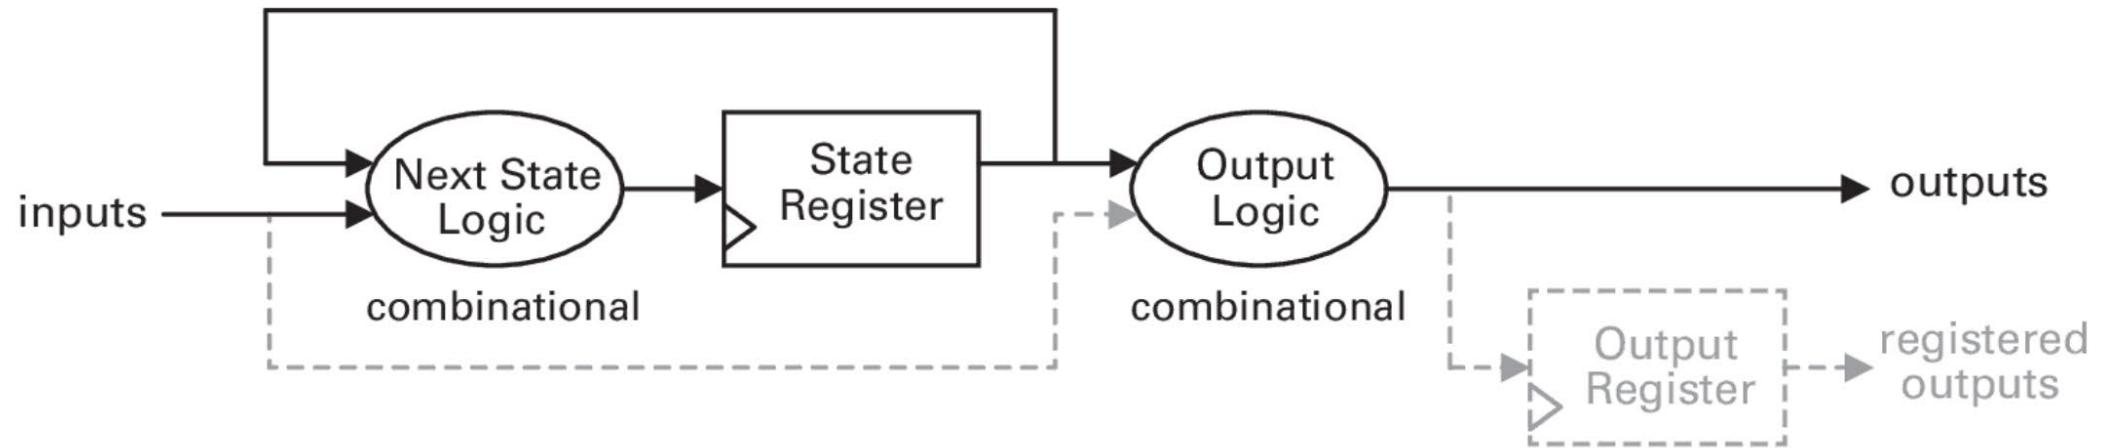 inputs
Next State
Logic
combinational
State
Register
Output
Logic
combinational
outputs
Output
Register
registered
outputs